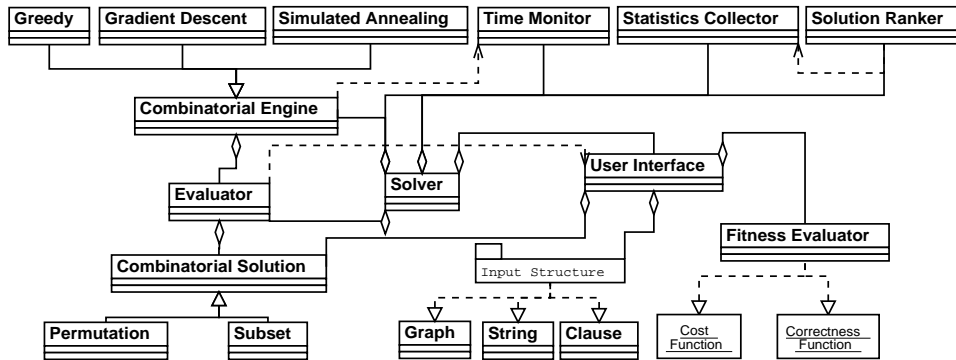 Greedy
Gradient Descent
Simulated Annealing
Time Monitor
Statistics Collector
Solution Ranker
Combinatorial Engine
Evaluator
Solver
User Interface
Combinatorial Solution
Input Structure
Fitness Evaluator
Permutation
Subset
Graph
String
Clause
Cost
Function
Correctness
Function